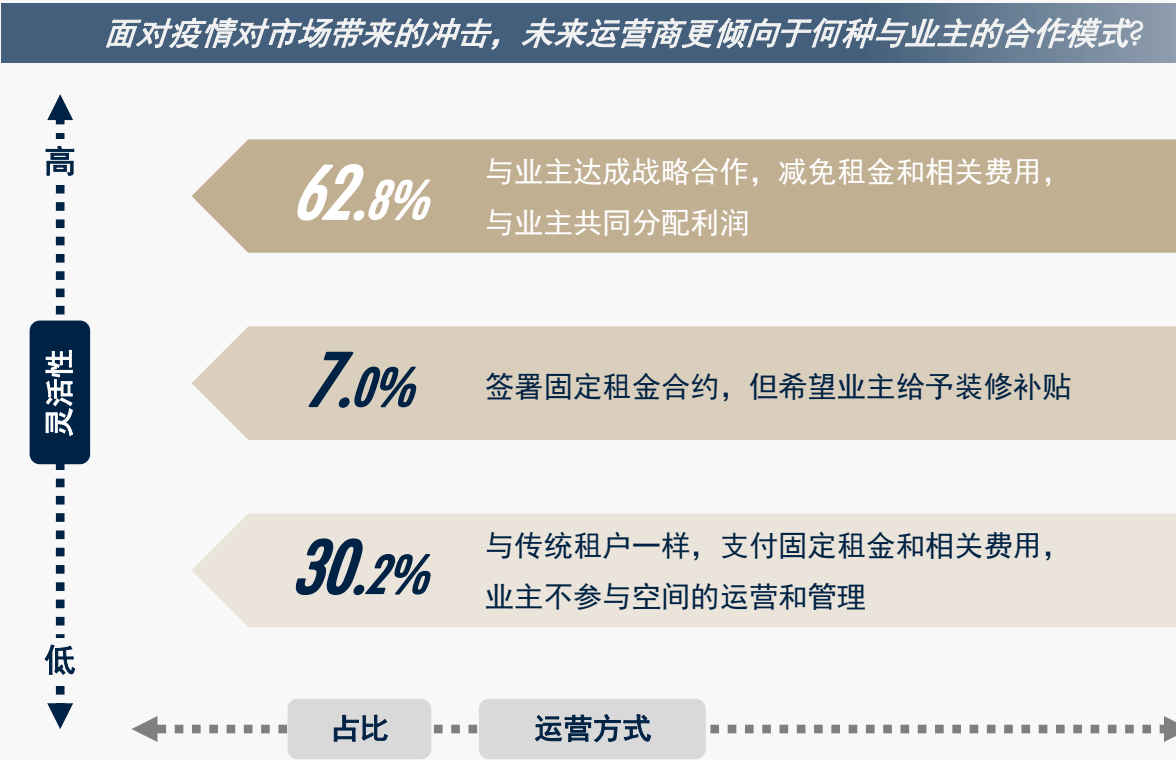 面对疫情对市场带来的冲击，未来运营商更倾向于何种与业主的合作模式？
高
62.8%
与业主达成战略合作，减免租金和相关费用，
与业主共同分配利润
灵活性
7.0%
签署固定租金合约，但希望业主给予装修补贴
30.2%
与传统租户一样，支付固定租金和相关费用，
业主不参与空间的运营和管理
低
占比
运营方式